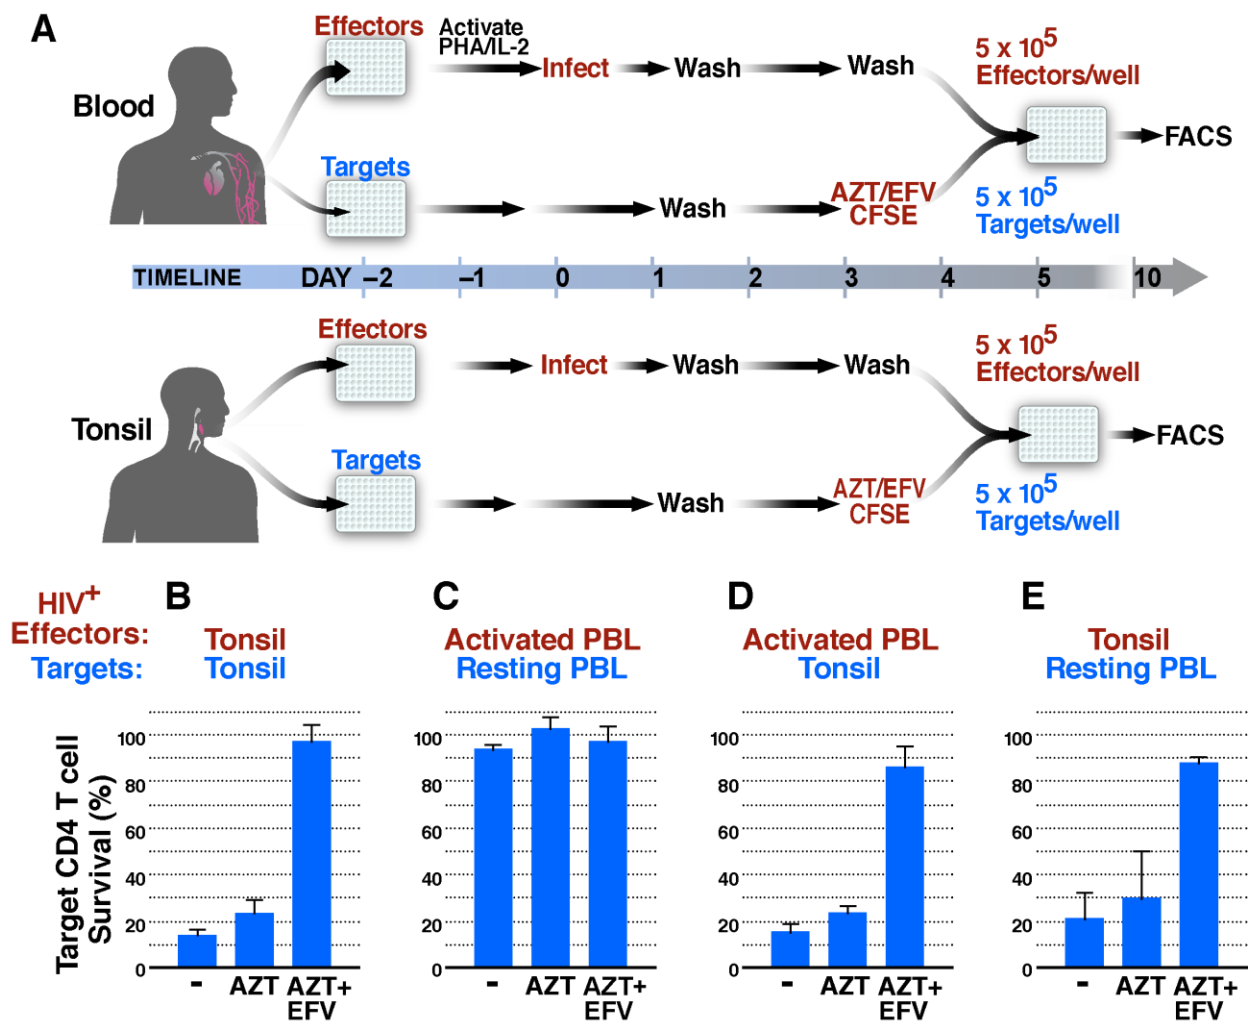 A
Effectors
Activate
PHA/IL-2
Infect
Wash
Wash
5 x 10^5
Effectors/well
Blood
FACS
Targets
Wash
AZT/EFV
CFSE
5 x 10^5
Targets/well
TIMELINE DAY –2 –1 0 1 2 3 4 5 10
Effectors
Infect
Wash
Wash
5 x 10^5
Effectors/well
Tonsil
FACS
Targets
Wash
AZT/EFV
CFSE
5 x 10^5
Targets/well
HIV+
Effectors:
Targets:
Target CD4 T cell
Survival (%)
B
Tonsil
Tonsil
100
80
60
40
20
0
- AZT AZT+
EFV
C
Activated PBL
Resting PBL
100
80
60
40
20
0
- AZT AZT+
EFV
D
Activated PBL
Tonsil
100
80
60
40
20
0
- AZT AZT+
EFV
E
Tonsil
Resting PBL
100
80
60
40
20
0
- AZT AZT+
EFV